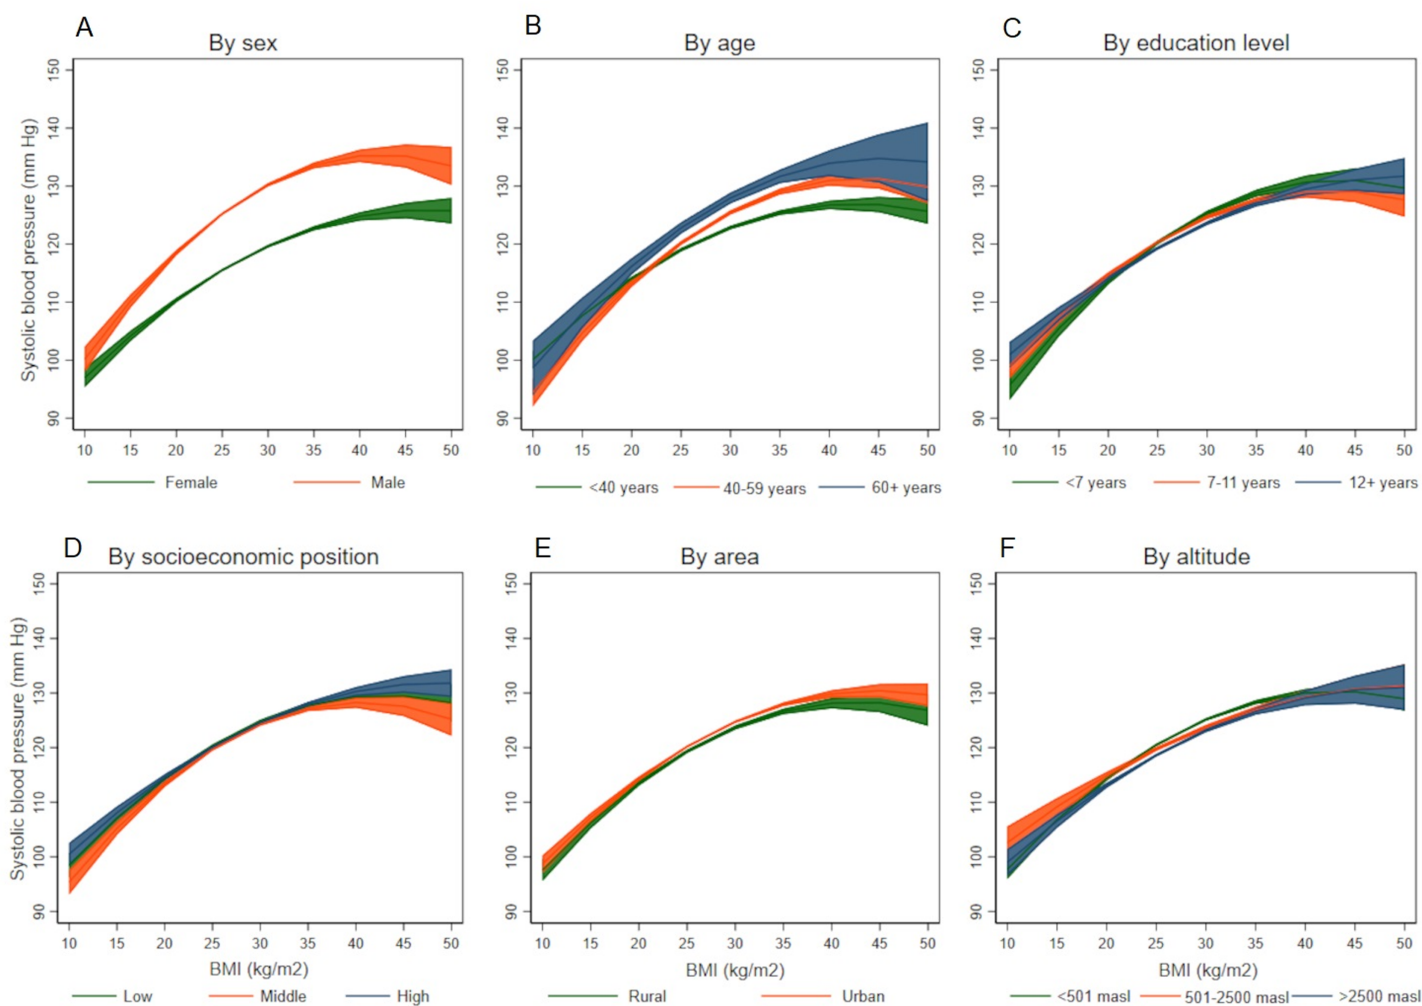 A
By sex
Systolic blood pressure (mm Hg)
150
140
130
120
110
100
90
10 15 20 25 30 35 40 45 50
Female Male
B
By age
150
140
130
120
110
100
90
10 15 20 25 30 35 40 45 50
<40 years 40-59 years 60+ years
C
By education level
150
140
130
120
110
100
90
10 15 20 25 30 35 40 45 50
<7 years 7-11 years 12+ years
D
By socioeconomic position
Systolic blood pressure (mm Hg)
150
140
130
120
110
100
90
10 15 20 25 30 35 40 45 50
BMI (kg/m2)
Low Middle High
E
By area
150
140
130
120
110
100
90
10 15 20 25 30 35 40 45 50
BMI (kg/m2)
Rural Urban
F
By altitude
150
140
130
120
110
100
90
10 15 20 25 30 35 40 45 50
BMI (kg/m2)
<501 masl 501-2500 masl >2500 masl